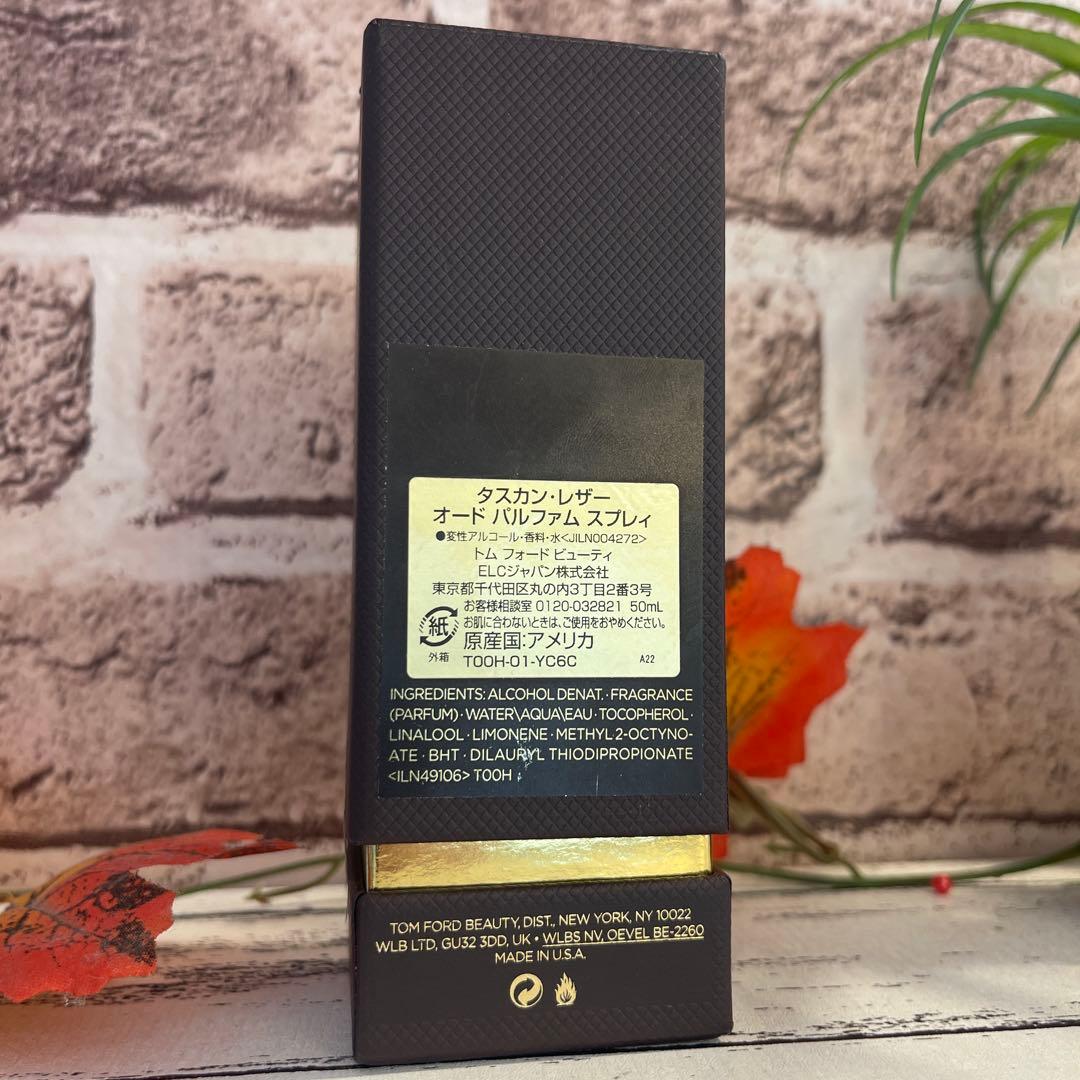 タスカン・レザー
オード パルファム スプレィ
●変性アルコール・香料・水<JILN004272>
トム フォード ビューティ
ELCジャパン株式会社
東京都千代田区丸の内3丁目2番3号
お客様相談室 0120-032821 50mL
お肌に合わないときは、ご使用をおやめください。
紙
外箱
原産国:アメリカ
T00H-01-YC6C A22
INGREDIENTS: ALCOHOL DENAT. · FRAGRANCE
(PARFUM) · WATER\AQUA\EAU · TOCOPHEROL ·
LINALOOL · LIMONENE · METHYL 2-OCTYNO-
ATE · BHT · DILAURYL THIODIPROPIONATE
<ILN49106> T00H
TOM FORD BEAUTY, DIST., NEW YORK, NY 10022
WLB LTD, GU32 3DD, UK • WLBS NV, OEVEL BE-2260
MADE IN U.S.A.